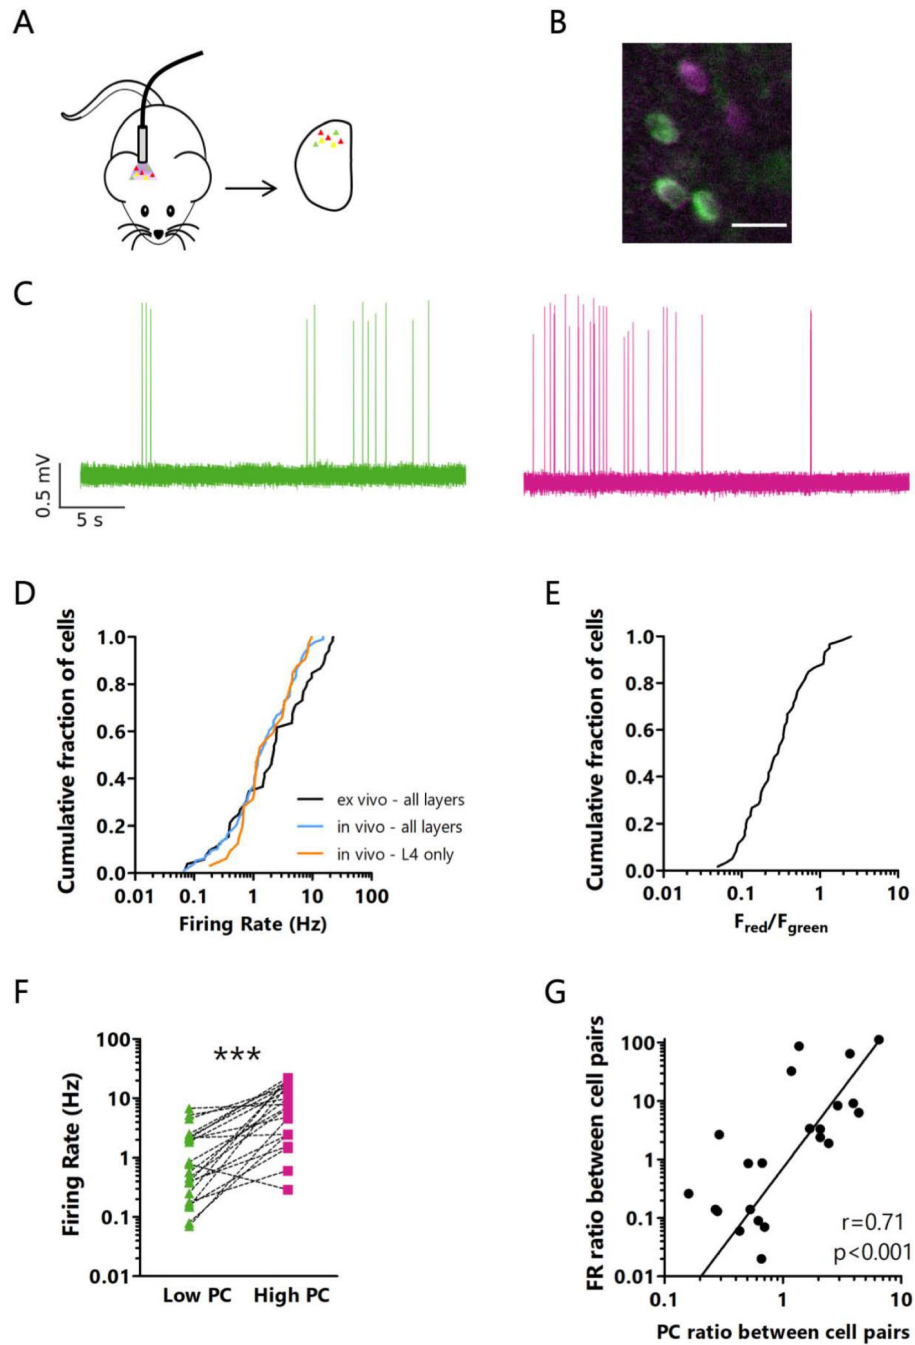 A
B
C
0.5 mV
5 s
D
Cumulative fraction of cells
1.0
0.8
0.6
0.4
0.2
0.0
0.01
0.1
1
10
100
Firing Rate (Hz)
ex vivo - all layers
in vivo - all layers
in vivo - L4 only
E
Cumulative fraction of cells
1.0
0.8
0.6
0.4
0.2
0.0
0.01
0.1
1
10
Fred/Fgreen
F
Firing Rate (Hz)
100
10
1
0.1
0.01
***
Low PC
High PC
G
FR ratio between cell pairs
100
10
1
0.1
0.01
r=0.71
p<0.001
0.1
1
10
PC ratio between cell pairs